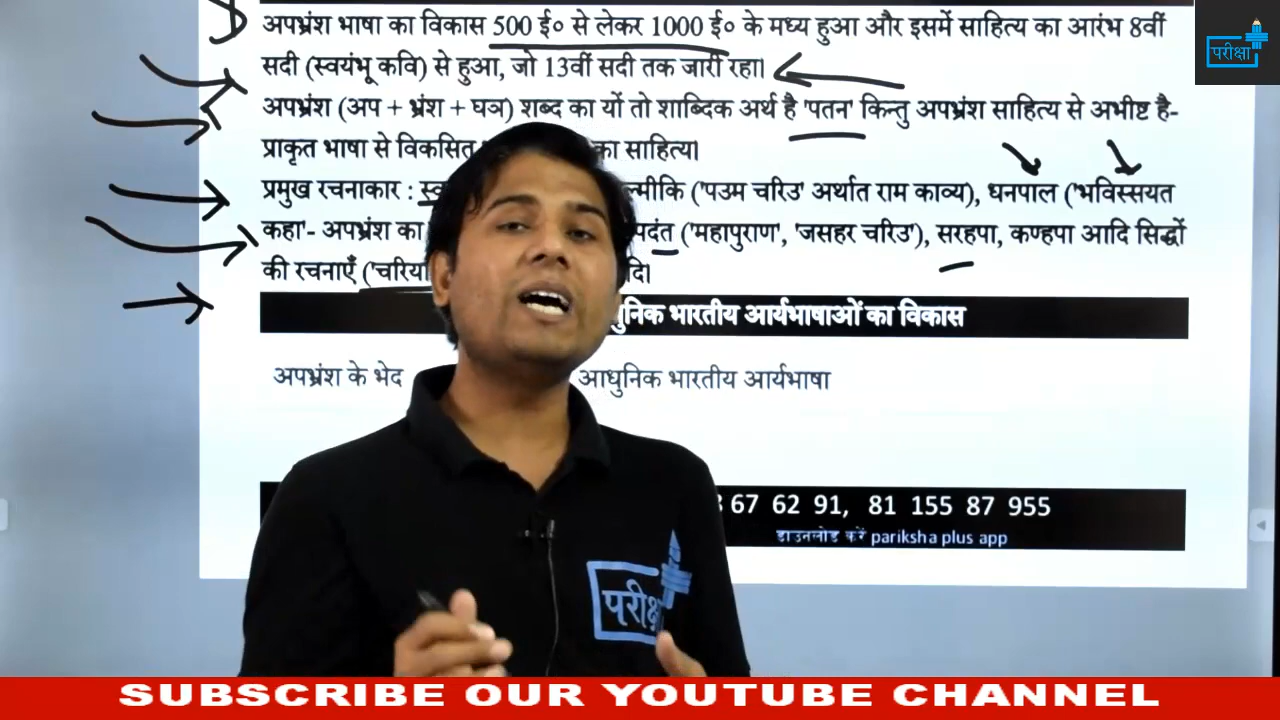 अपभ्रंश भाषा का विकास 500 ई० से लेकर 1000 ई० के मध्य हुआ और इसमें साहित्य का आरंभ 8वीं
सदी (स्वयंभू कवि) से हुआ, जो 13वीं सदी तक जारी रहा।
अपभ्रंश (अप + भ्रंश + घञ) शब्द का यों तो शाब्दिक अर्थ है 'पतन' किन्तु अपभ्रंश साहित्य से अभीष्ट है-
प्राकृत भाषा से विकसित का साहित्य।
प्रमुख रचनाकार : ल्मीकि ('पउम चरिउ' अर्थात राम काव्य), धनपाल ('भविस्सयत
कहा'- अपभ्रंश का पदंत ('महापुराण', 'जसहर चरिउ'), सरहपा, कण्हपा आदि सिद्धों
की रचनाएँ ('चरिया दि।
धुनिक भारतीय आर्यभाषाओं का विकास
अपभ्रंश के भेद आधुनिक भारतीय आर्यभाषा
67 62 91, 81 155 87 955
डाउनलोड करें pariksha plus app
परीक्षा
परीक्षा
SUBSCRIBE OUR YOUTUBE CHANNEL